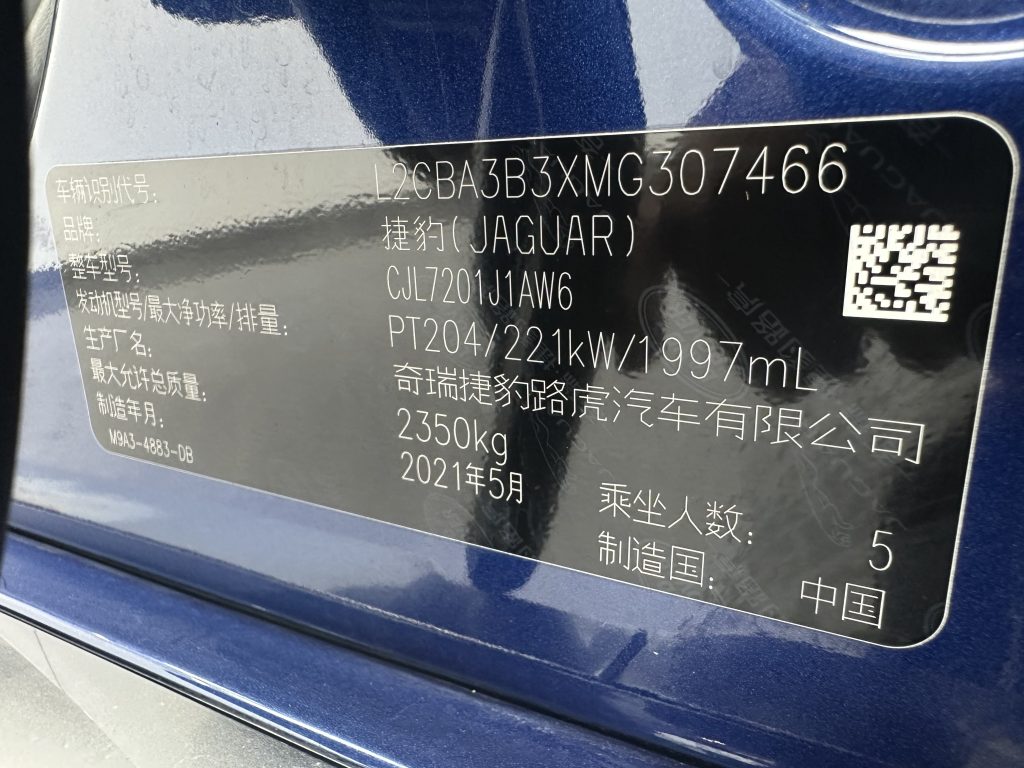 车辆识别代号: L2CBA3B3XMG307466
品牌: 捷豹(JAGUAR)
整车型号: CJL7201J1AW6
发动机型号/最大净功率/排量: PT204/221kW/1997mL
生产厂名: 奇瑞捷豹路虎汽车有限公司
最大允许总质量: 2350kg
制造年月: 2021年5月
乘坐人数: 5
M9A3-4883-DB
制造国: 中国